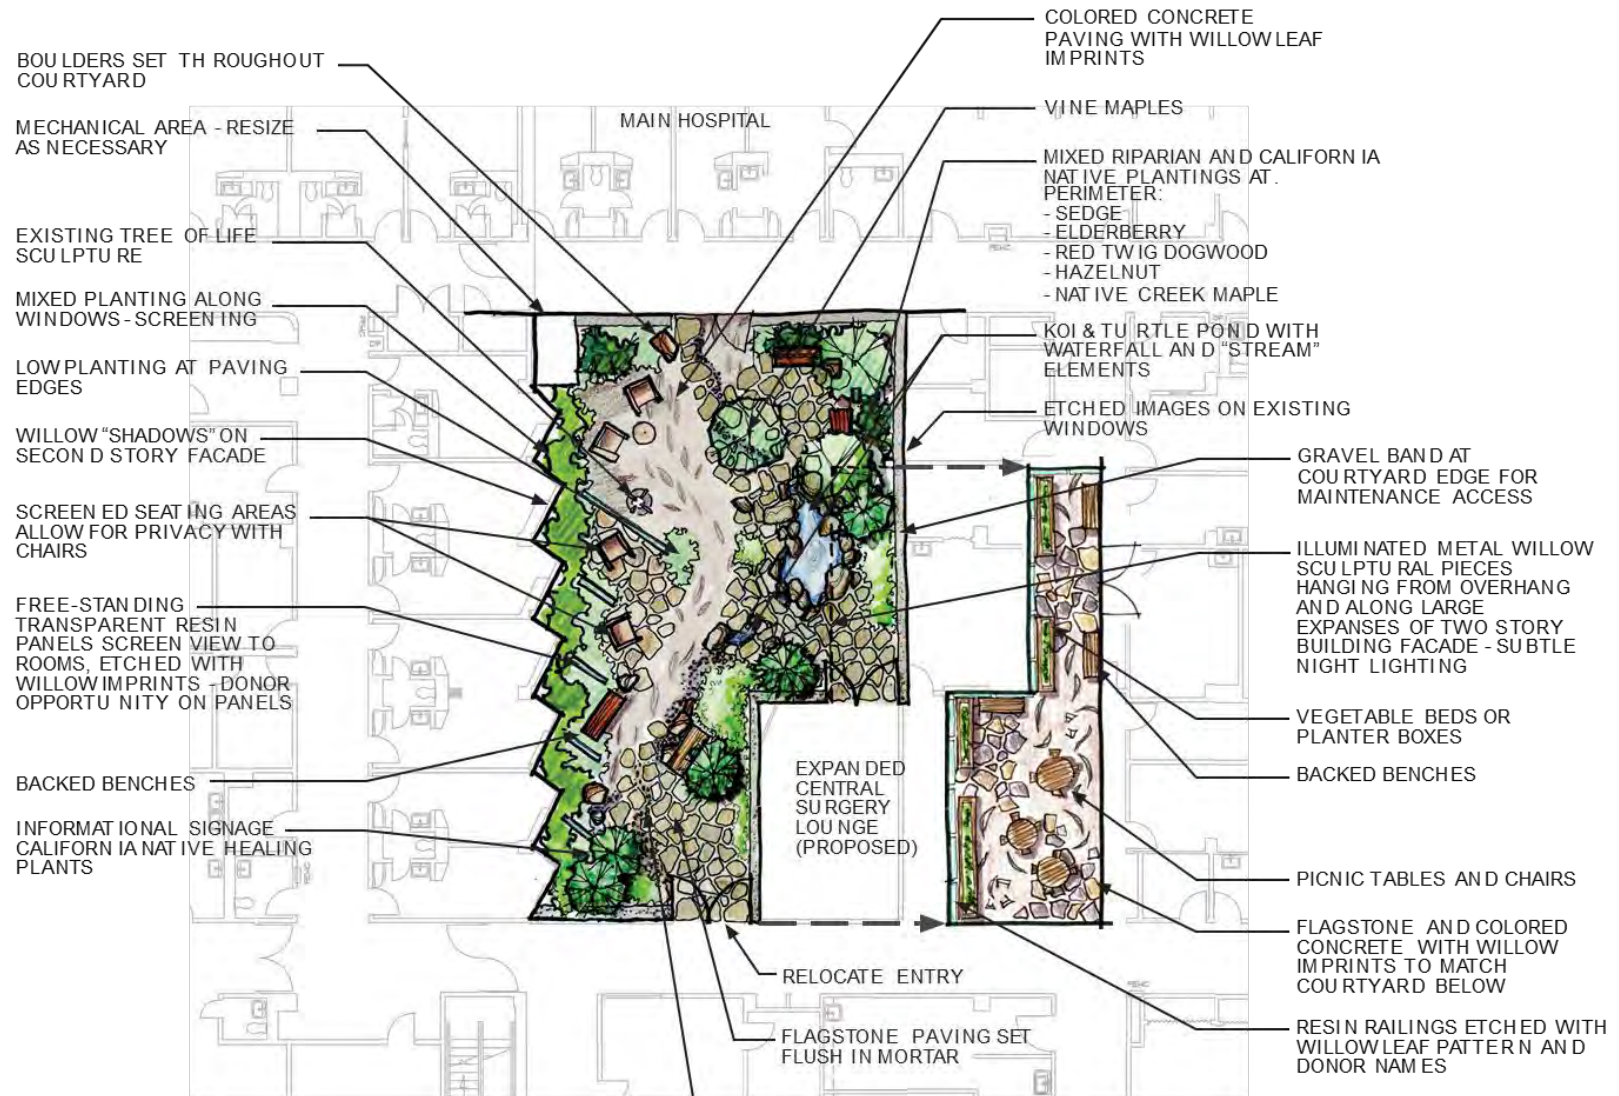 BOULDERS SET THROUGHOUT
COURTYARD
MECHANICAL AREA - RESIZE
AS NECESSARY
EXISTING TREE OF LIFE
SCULPTURE
MIXED PLANTING ALONG
WINDOWS - SCREENING
LOW PLANTING AT PAVING
EDGES
WILLOW “SHADOWS” ON
SECOND STORY FACADE
SCREENED SEATING AREAS
ALLOW FOR PRIVACY WITH
CHAIRS
FREE-STANDING
TRANSPARENT RESIN
PANELS SCREEN VIEW TO
ROOMS, ETCHED WITH
WILLOW IMPRINTS - DONOR
OPPORTUNITY ON PANELS
BACKED BENCHES
INFORMATIONAL SIGNAGE
CALIFORNIA NATIVE HEALING
PLANTS
MAIN HOSPITAL
COLORED CONCRETE
PAVING WITH WILLOW LEAF
IMPRINTS
VINE MAPLES
MIXED RIPARIAN AND CALIFORNIA
NATIVE PLANTINGS AT.
PERIMETER:
- SEDGE
- ELDERBERRY
- RED TWIG DOGWOOD
- HAZELNUT
- NATIVE CREEK MAPLE
KOI & TURTLE POND WITH
WATERFALL AND “STREAM”
ELEMENTS
ETCHED IMAGES ON EXISTING
WINDOWS
GRAVEL BAND AT
COURTYARD EDGE FOR
MAINTENANCE ACCESS
ILLUMINATED METAL WILLOW
SCULPTURAL PIECES
HANGING FROM OVERHANG
AND ALONG LARGE
EXPANSES OF TWO STORY
BUILDING FACADE - SUBTLE
NIGHT LIGHTING
VEGETABLE BEDS OR
PLANTER BOXES
BACKED BENCHES
PICNIC TABLES AND CHAIRS
FLAGSTONE AND COLORED
CONCRETE WITH WILLOW
IMPRINTS TO MATCH
COURTYARD BELOW
RESIN RAILINGS ETCHED WITH
WILLOW LEAF PATTERN AND
DONOR NAMES
EXPANDED
CENTRAL
SURGERY
LOUNGE
(PROPOSED)
RELOCATE ENTRY
FLAGSTONE PAVING SET
FLUSH IN MORTAR